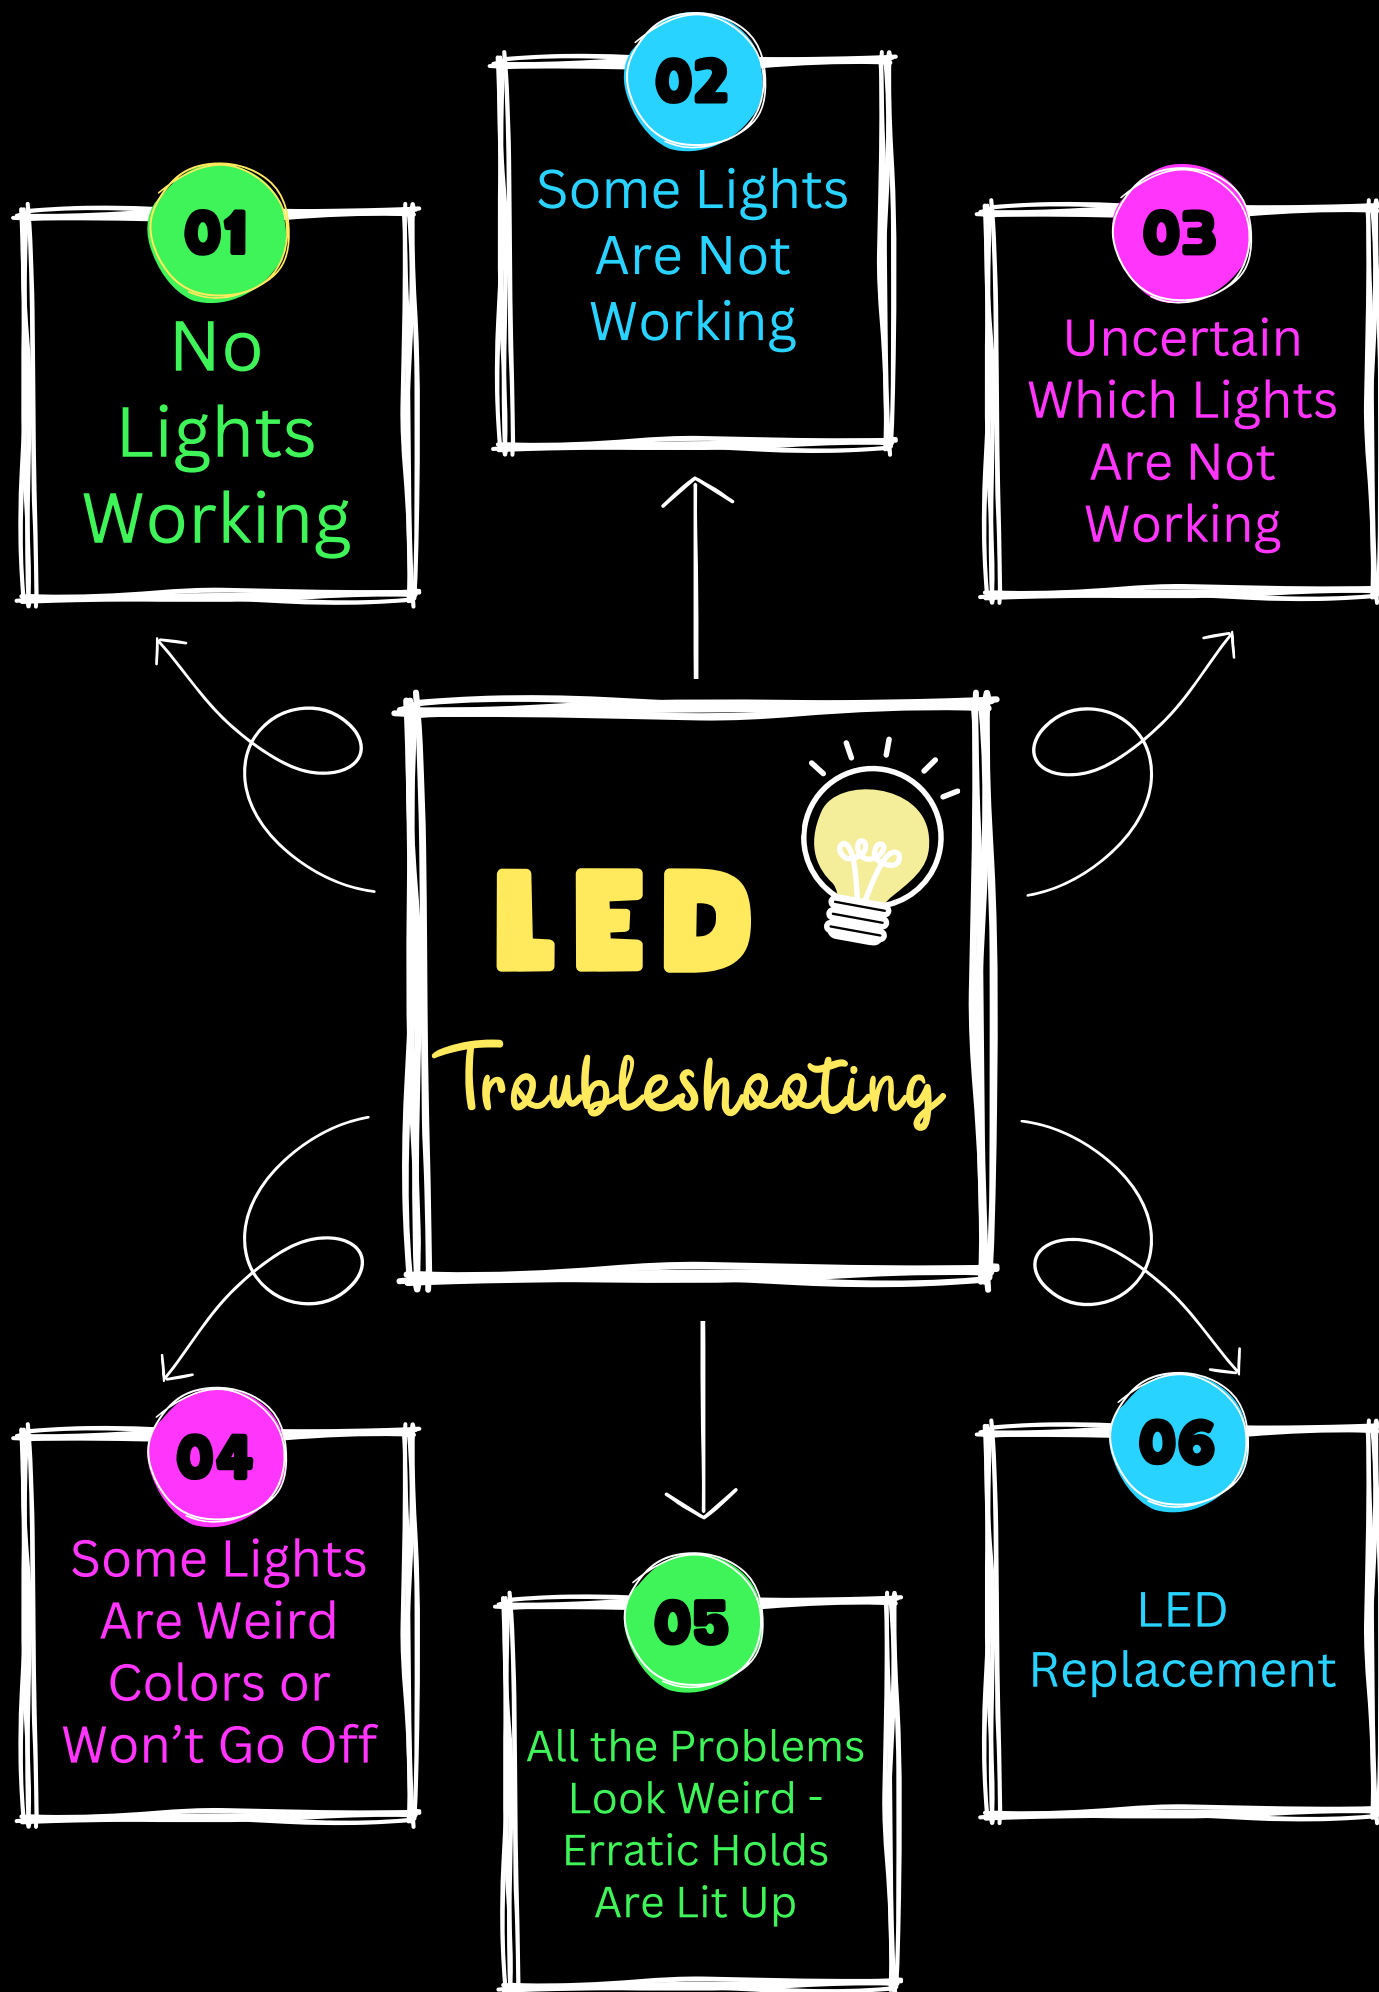 01
No
Lights
Working
02
Some Lights
Are Not
Working
03
Uncertain
Which Lights
Are Not
Working
LED
Troubleshooting
04
Some Lights
Are Weird
Colors or
Won’t Go Off
05
All the Problems
Look Weird -
Erratic Holds
Are Lit Up
06
LED
Replacement